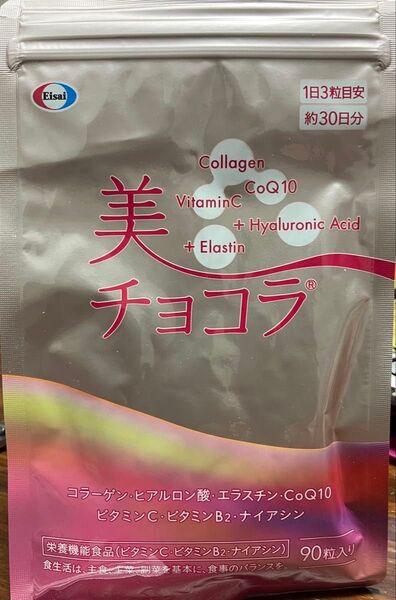 Eisai
1日3粒目安
約30日分
Collagen
CoQ10
VitaminC
+ Hyaluronic Acid
+ Elastin
美
チョコラ®
コラーゲン・ヒアルロン酸・エラスチン・CoQ10
ビタミンC・ビタミンB2・ナイアシン
栄養機能食品(ビタミンC・ビタミンB2・ナイアシン)
90粒入り
食生活は、主食、主菜、副菜を基本に、食事のバランスを。